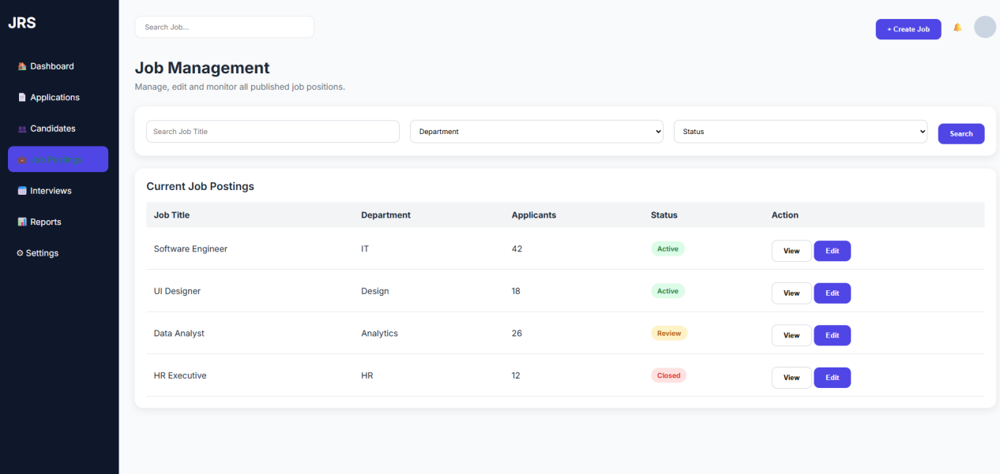 JRS
Search Job...
+ Create Job
Dashboard
Applications
Candidates
Job Postings
Interviews
Reports
Settings
Job Management
Manage, edit and monitor all published job positions.
Search Job Title
Department
Status
Search
Current Job Postings
Job Title Department Applicants Status Action
Software Engineer IT 42 Active View Edit
UI Designer Design 18 Active View Edit
Data Analyst Analytics 26 Review View Edit
HR Executive HR 12 Closed View Edit